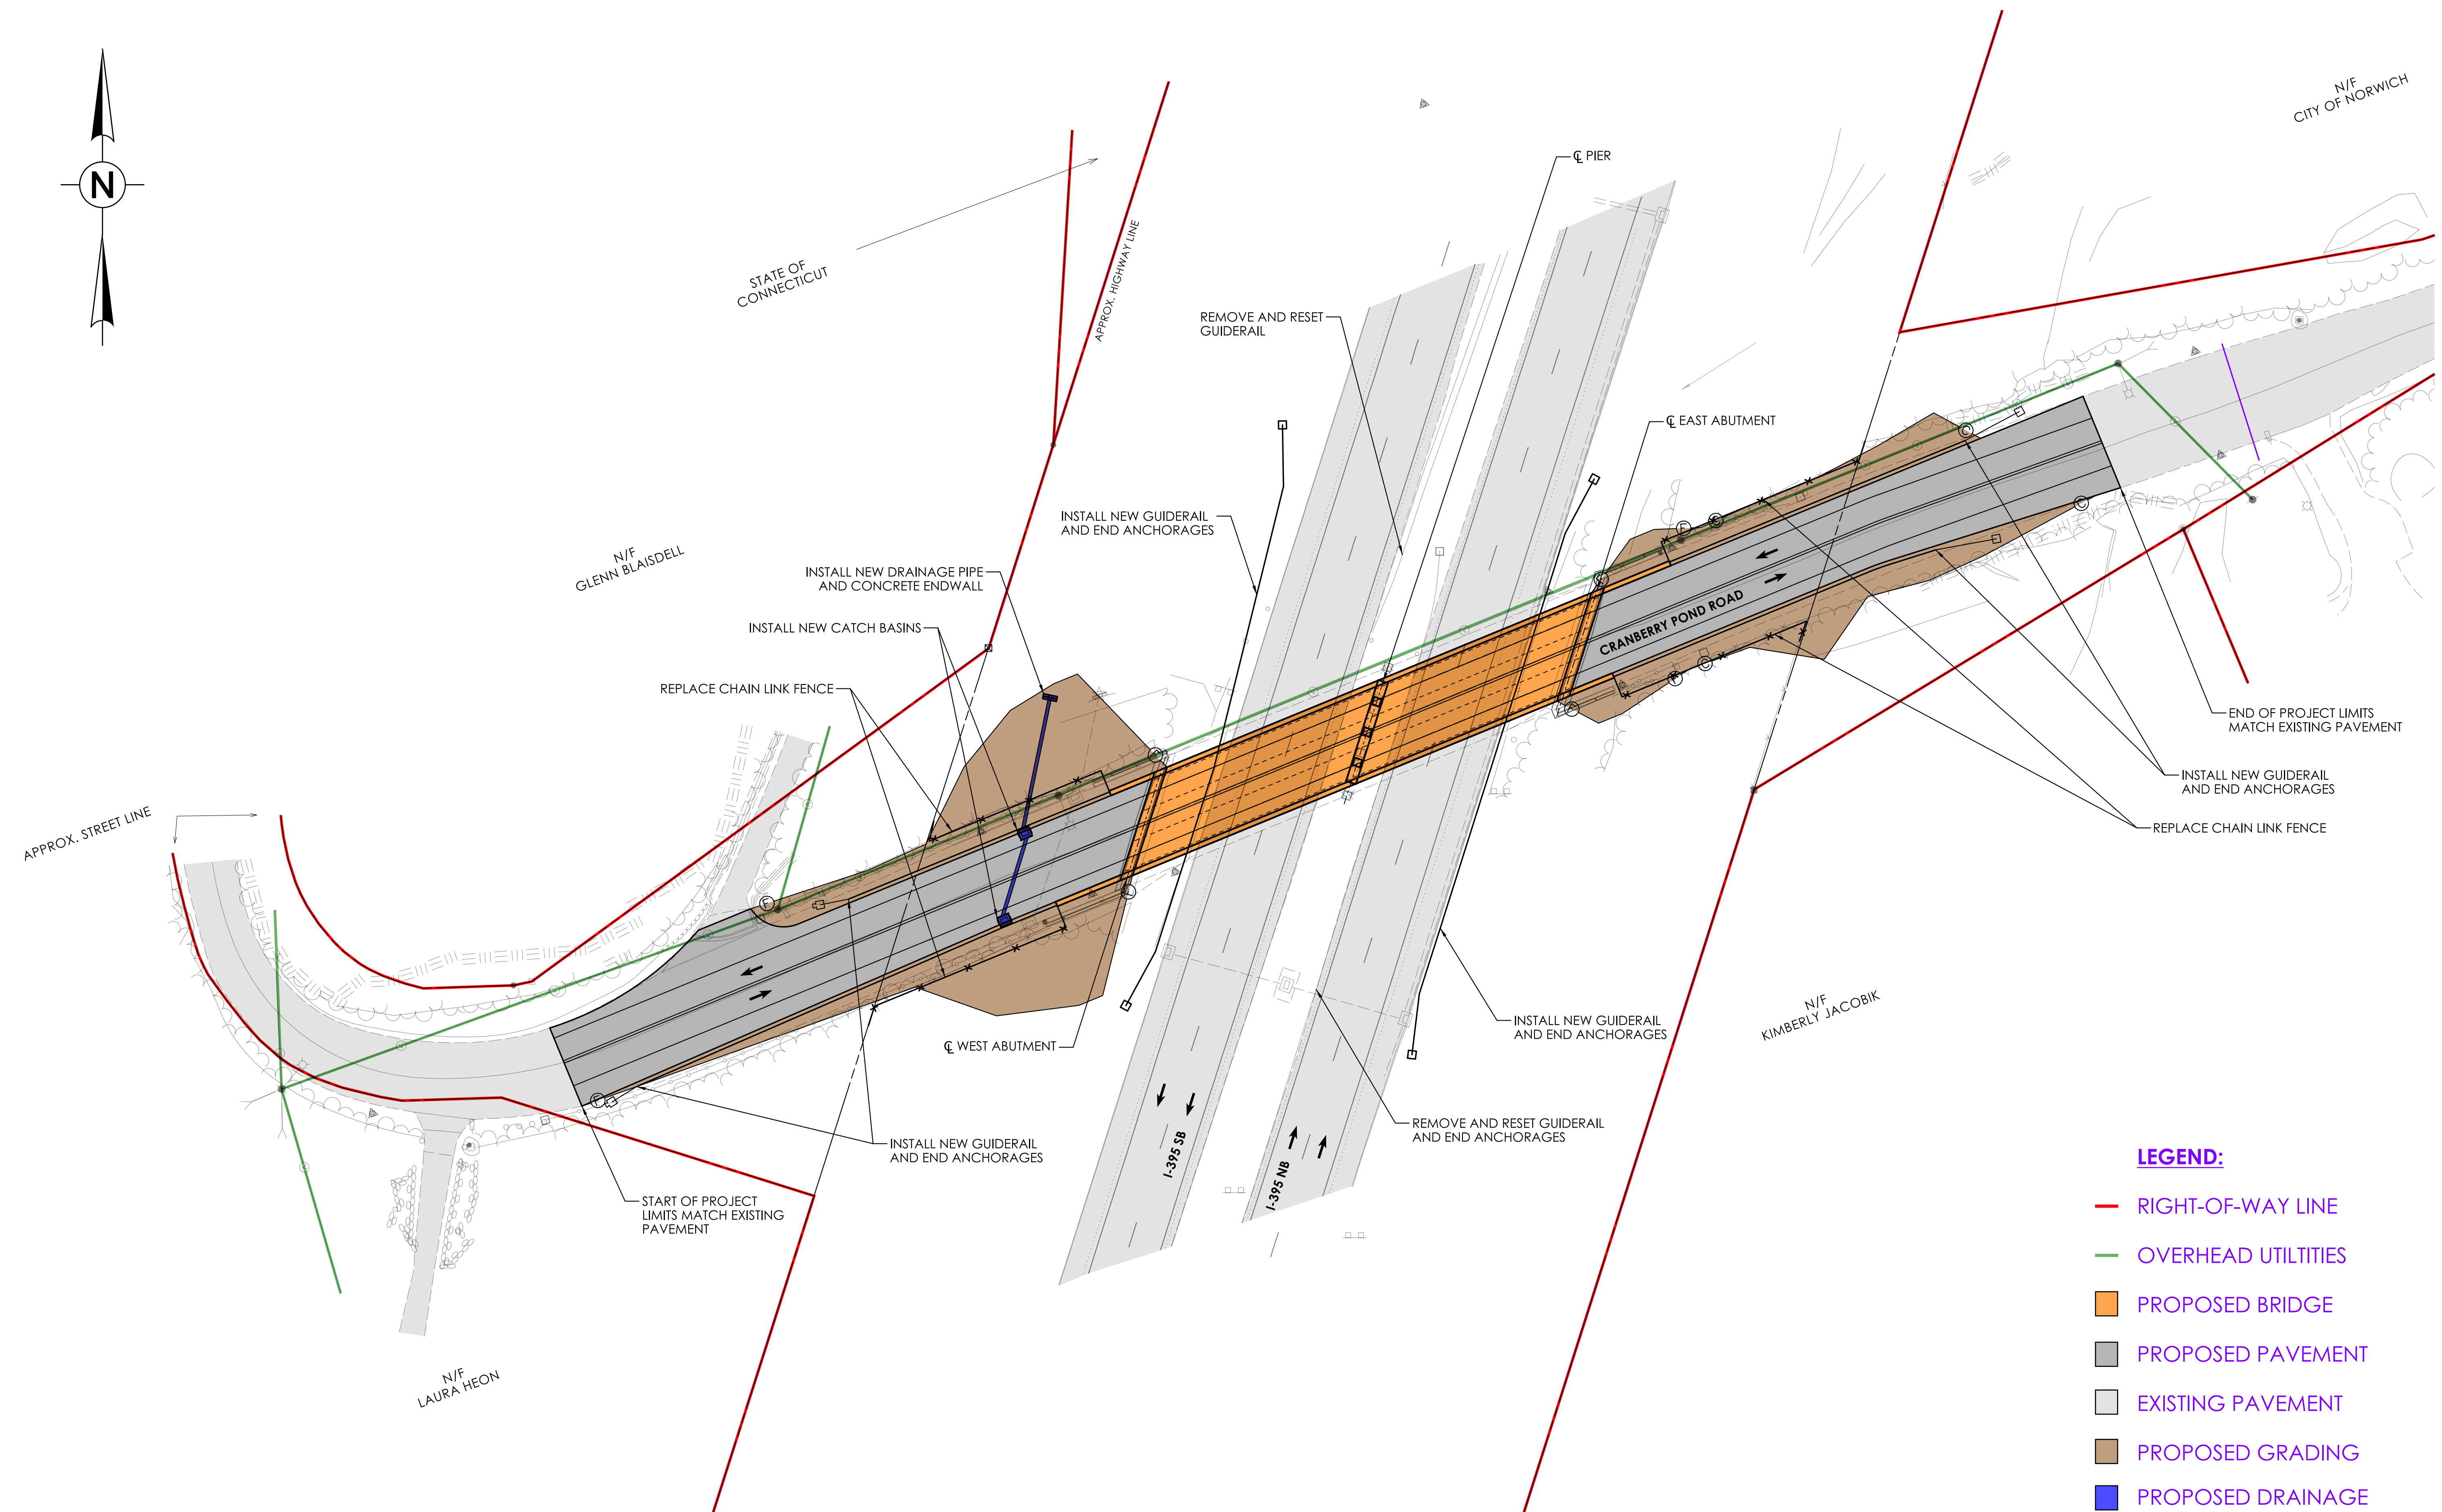 N
N/F
CITY OF NORWICH
℄ PIER
STATE OF
CONNECTICUT
APPROX. HIGHWAY LINE
REMOVE AND RESET
GUIDERAIL
℄ EAST ABUTMENT
INSTALL NEW GUIDERAIL
AND END ANCHORAGES
N/F
GLENN BLAISDELL
INSTALL NEW DRAINAGE PIPE
AND CONCRETE ENDWALL
INSTALL NEW CATCH BASINS
REPLACE CHAIN LINK FENCE
CRANBERRY POND ROAD
END OF PROJECT LIMITS
MATCH EXISTING PAVEMENT
INSTALL NEW GUIDERAIL
AND END ANCHORAGES
REPLACE CHAIN LINK FENCE
APPROX. STREET LINE
N/F
KIMBERLY JACOBIK
INSTALL NEW GUIDERAIL
AND END ANCHORAGES
℄ WEST ABUTMENT
REMOVE AND RESET GUIDERAIL
AND END ANCHORAGES
INSTALL NEW GUIDERAIL
AND END ANCHORAGES
I-395 SB
I-395 NB
START OF PROJECT
LIMITS MATCH EXISTING
PAVEMENT
N/F
LAURA HEON
LEGEND:
RIGHT-OF-WAY LINE
OVERHEAD UTILTITIES
PROPOSED BRIDGE
PROPOSED PAVEMENT
EXISTING PAVEMENT
PROPOSED GRADING
PROPOSED DRAINAGE